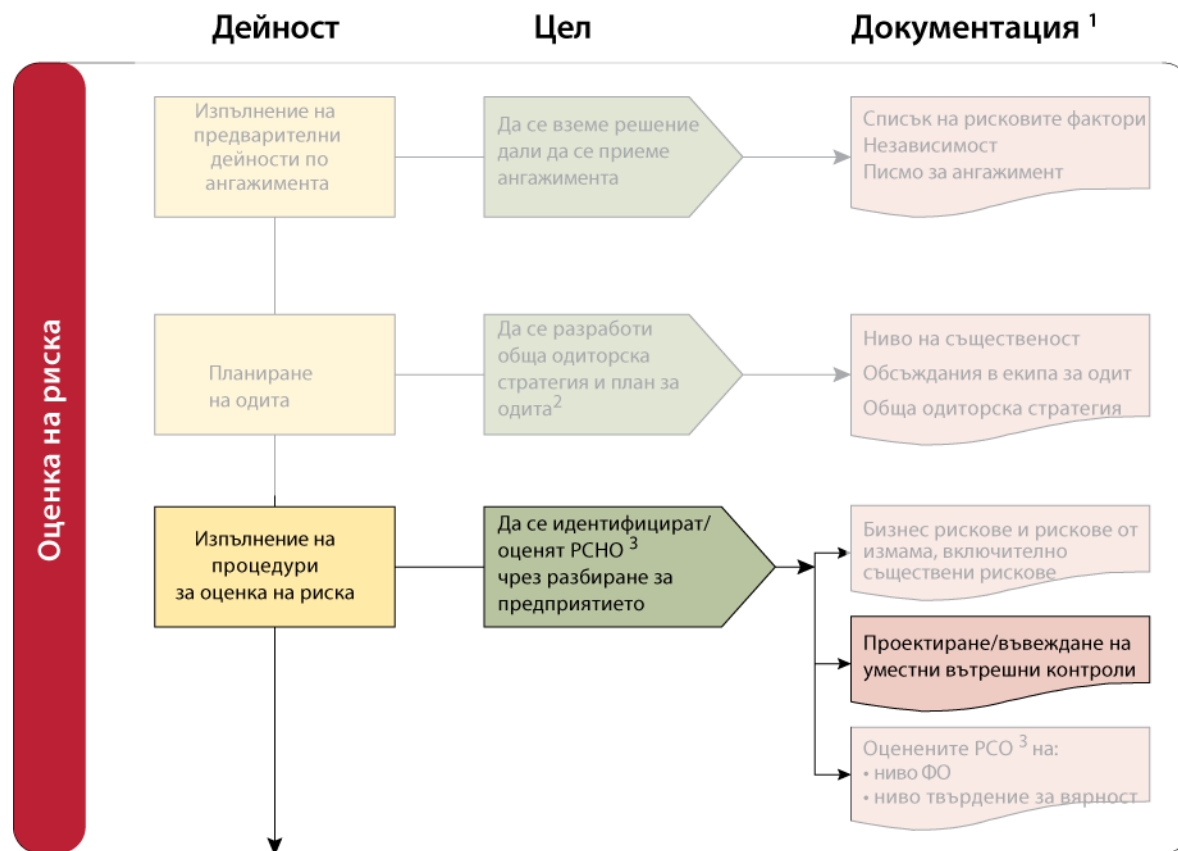 Дейност
Цел
Документация ¹
Оценка на риска
Изпълнение на
предварителни
дейности по
ангажимента
Да се вземе решение
дали да се приеме
ангажимента
Списък на рисковите фактори
Независимост
Писмо за ангажимент
Планиране
на одита
Да се разработи
обща одиторска
стратегия и план за
одита²
Ниво на същественост
Обсъждания в екипа за одит
Обща одиторска стратегия
Изпълнение на
процедури
за оценка на риска
Да се идентифицират/
оценят РСНО ³
чрез разбиране за
предприятието
Бизнес рискове и рискове от
измама, включително
съществени рискове
Проектиране/въвеждане на
уместни вътрешни контроли
Оценените РСО ³ на:
• ниво ФО
• ниво твърдение за вярност